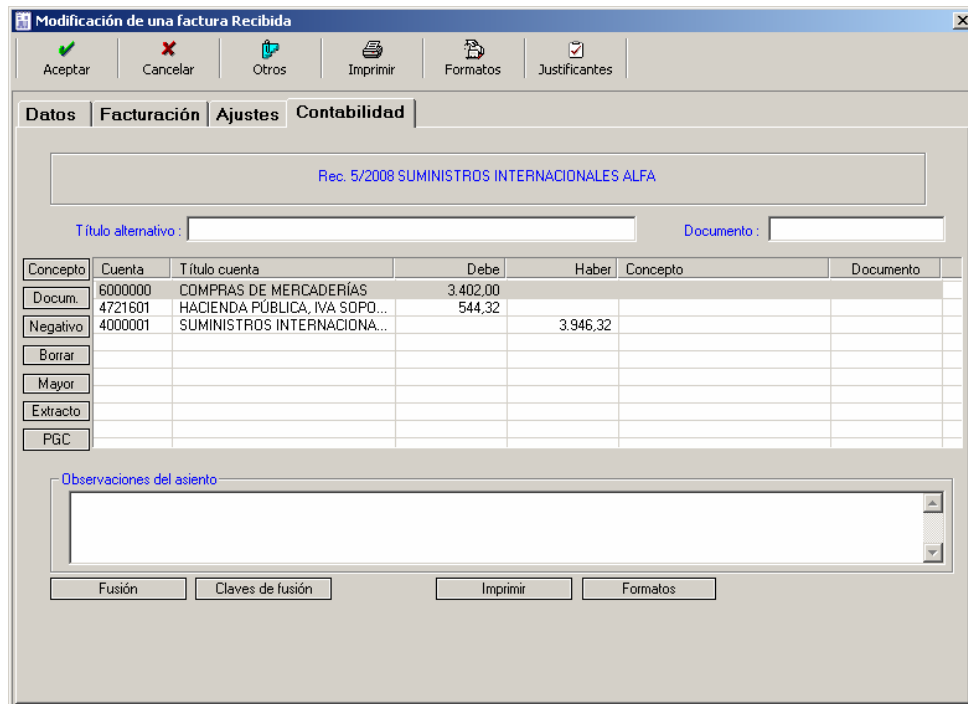 Modificación de una factura Recibida
Aceptar Cancelar Otros Imprimir Formatos Justificantes
Datos Facturación Ajustes Contabilidad
Rec. 5/2008 SUMINISTROS INTERNACIONALES ALFA
Título alternativo : Documento :
Concepto Cuenta Título cuenta Debe Haber Concepto Documento
6000000 COMPRAS DE MERCADERÍAS 3.402,00
Docum.
4721601 HACIENDA PÚBLICA, IVA SOPO... 544,32
Negativo 4000001 SUMINISTROS INTERNACIONA... 3.946,32
Borrar
Mayor
Extracto
PGC
Observaciones del asiento
Fusión Claves de fusión Imprimir Formatos